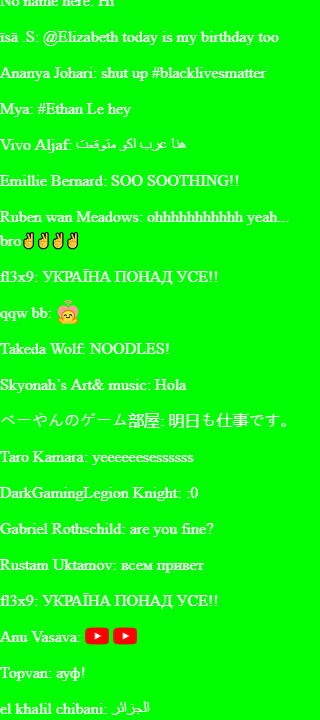 No name here: Hi
ïsä .S: @Elizabeth today is my birthday too
Ananya Johari: shut up #blacklivesmatter
Mya: #Ethan Le hey
Vivo Aljaf: هنا عرب اكو متوقعت
Emillie Bernard: SOO SOOTHING!!
Ruben wan Meadows: ohhhhhhhhhhh yeah...
bro✌✌✌✌
fl3x9: УКРАЇНА ПОНАД УСЕ!!
qqw bb:
Takeda Wolf: NOODLES!
Skyonah's Art& music: Hola
べーやんのゲーム部屋: 明日も仕事です。
Taro Kamara: yeeeeeesessssss
DarkGamingLegion Knight: :0
Gabriel Rothschild: are you fine?
Rustam Uktamov: всем привет
fl3x9: УКРАЇНА ПОНАД УСЕ!!
Anu Vasava:
Topvan: ауф!
el khalil chibani: الجزائر